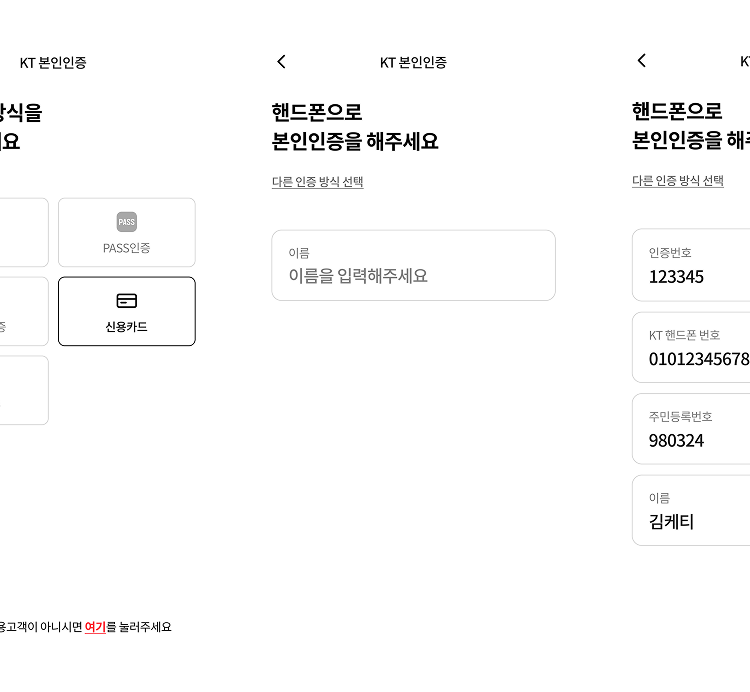 KT 본인인증
방식을
요
PASS
PASS인증
증
신용카드
용고객이 아니시면 여기를 눌러주세요
KT 본인인증
핸드폰으로
본인인증을 해주세요
다른 인증 방식 선택
이름
이름을 입력해주세요
KT
핸드폰으로
본인인증을 해주
다른 인증 방식 선택
인증번호
123345
KT 핸드폰 번호
01012345678
주민등록번호
980324
이름
김케티